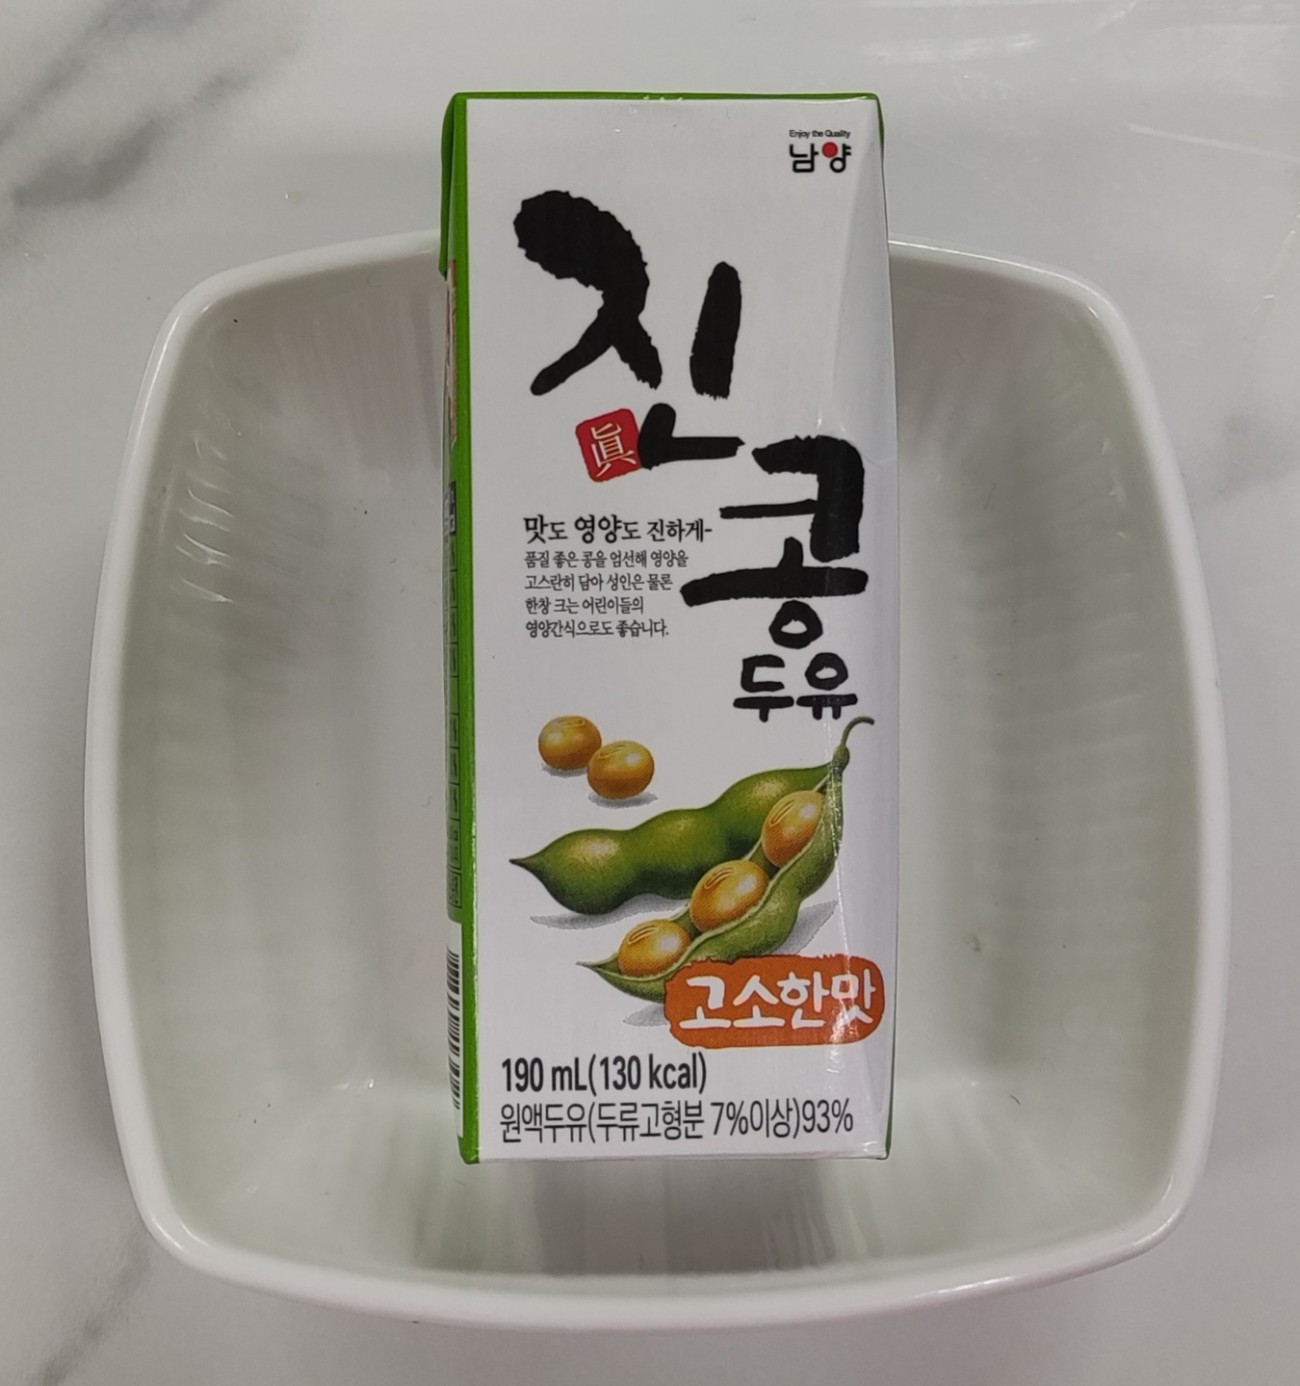 Enjoy the Quality
남양
진
眞
콩
두유
맛도 영양도 진하게-
품질 좋은 콩을 엄선해 영양을
고스란히 담아 성인은 물론
한창 크는 어린이들의
영양간식으로도 좋습니다.
고소한맛
190 mL(130 kcal)
원액두유(두류고형분 7%이상)93%